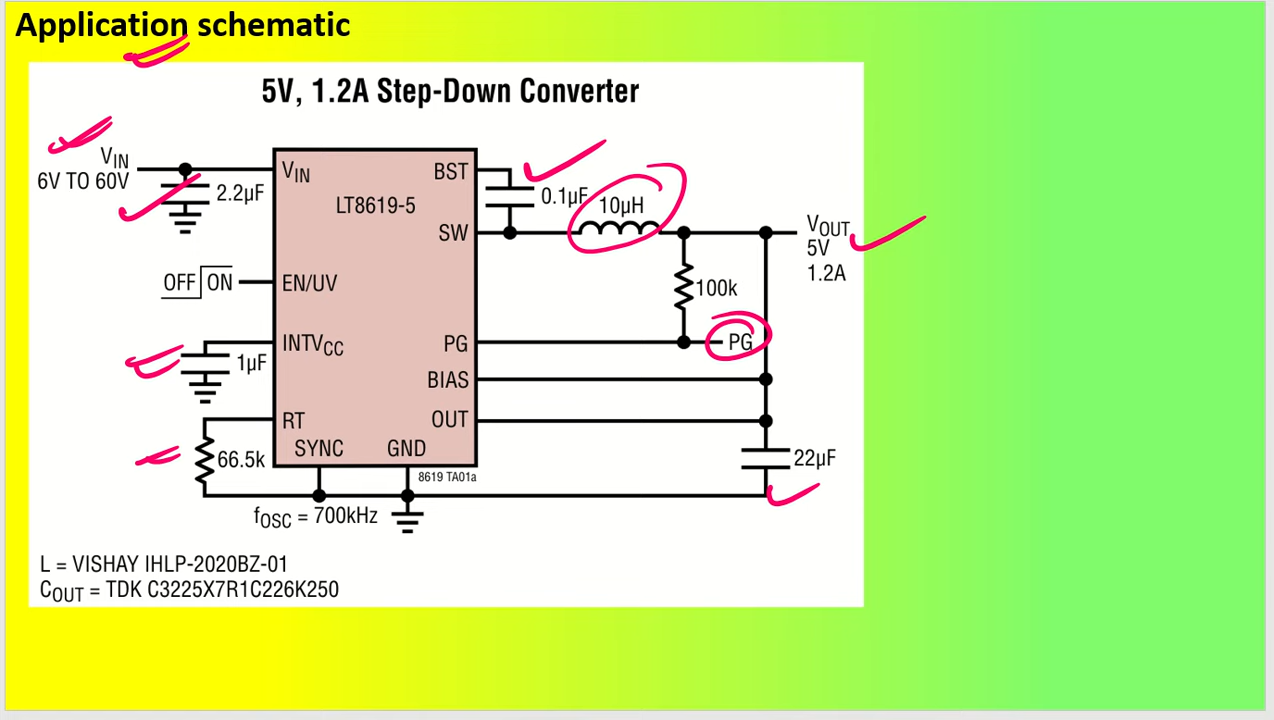 Application schematic
5V, 1.2A Step-Down Converter
VIN
6V TO 60V
2.2µF
VIN
BST
0.1µF
10µH
LT8619-5
SW
VOUT
5V
1.2A
OFF ON
EN/UV
100k
INTVCC
1µF
PG
PG
BIAS
RT
OUT
66.5k
SYNC
GND
22µF
8619 TA01a
fOSC = 700kHz
L = VISHAY IHLP-2020BZ-01
COUT = TDK C3225X7R1C226K250